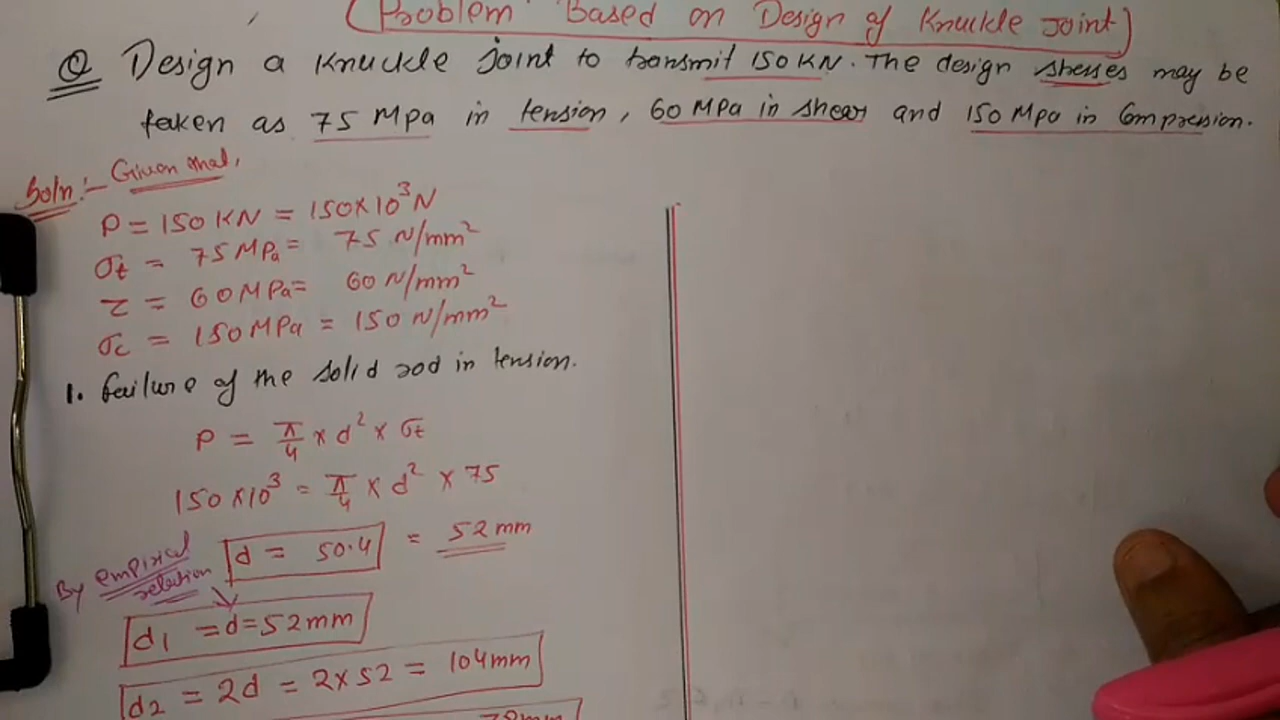 (Problem Based on Design of Knuckle Joint)
Q Design a Knuckle Joint to transmit 150 KN. The design stresses may be
taken as 75 MPa in tension, 60 MPa in shear and 150 MPa in Compression.
Soln:- Given that,
P = 150 KN = 150×10³ N
σt = 75 MPa = 75 N/mm²
τ = 60 MPa = 60 N/mm²
σc = 150 MPa = 150 N/mm²
1. failure of the solid rod in tension.
P = π/4 × d² × σt
150×10³ = π/4 × d² × 75
d = 50.4 = 52 mm
By empirical relation
d1 = d = 52 mm
d2 = 2d = 2×52 = 104 mm